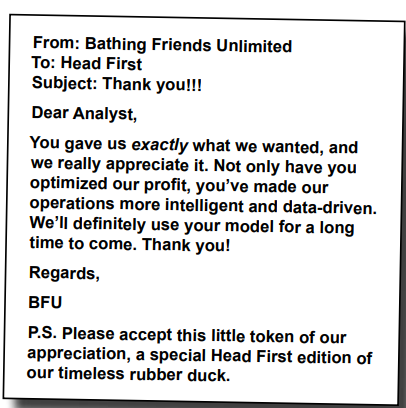 From: Bathing Friends Unlimited
To: Head First
Subject: Thank you!!!
Dear Analyst,
You gave us exactly what we wanted, and
we really appreciate it. Not only have you
optimized our profit, you’ve made our
operations more intelligent and data-driven.
We’ll definitely use your model for a long
time to come. Thank you!
Regards,
BFU
P.S. Please accept this little token of our
appreciation, a special Head First edition of
our timeless rubber duck.